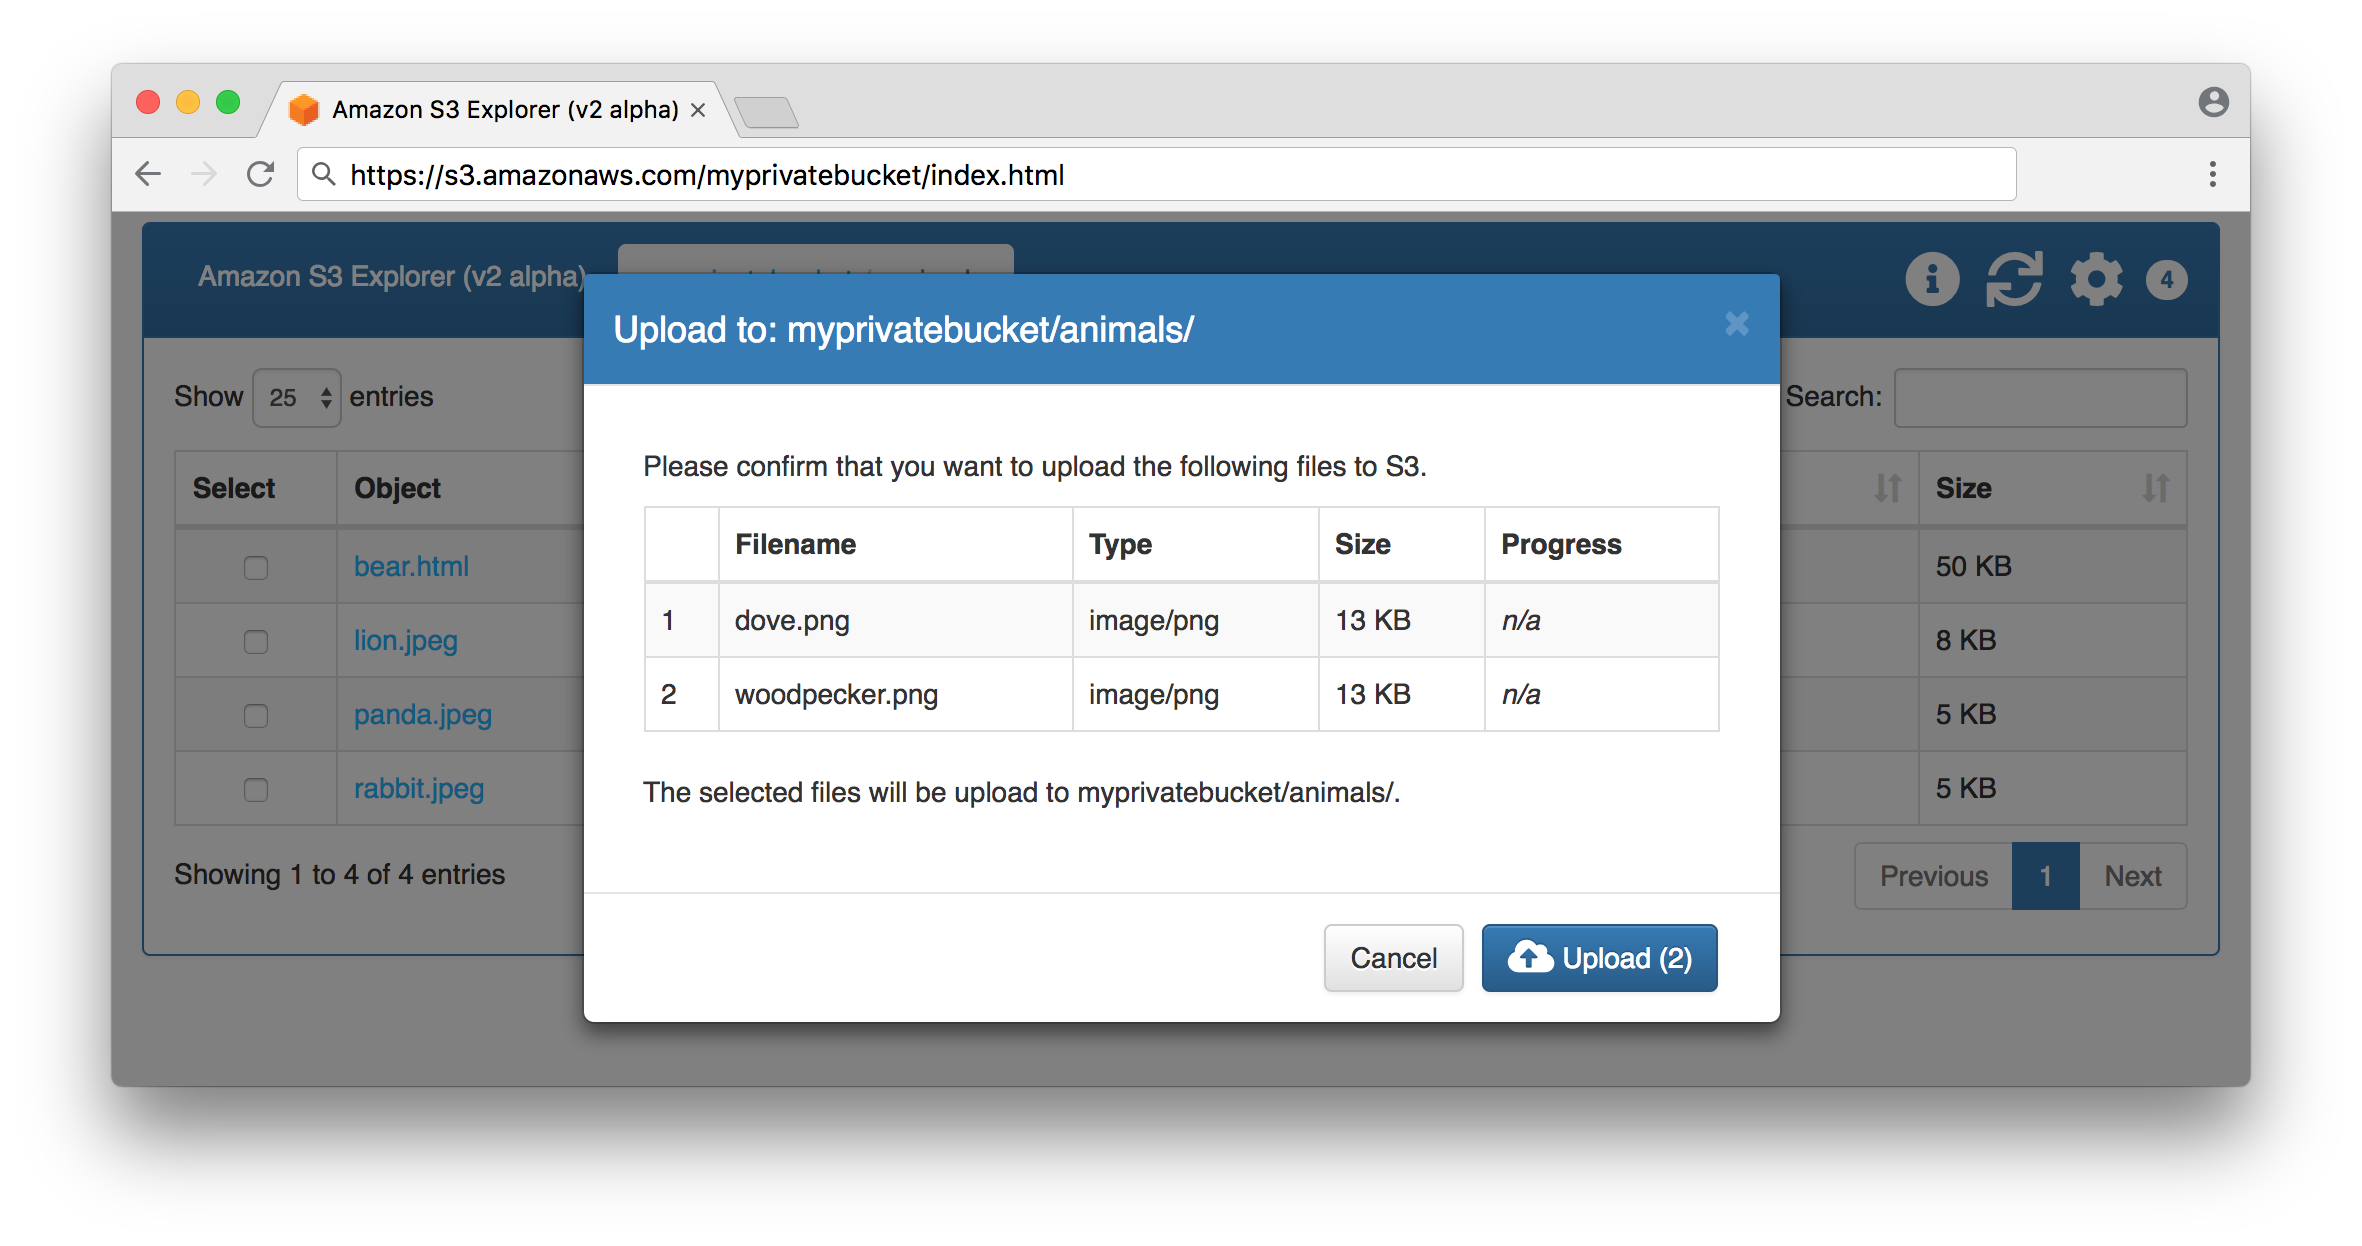 Amazon S3 Explorer (v2 alpha)
https://s3.amazonaws.com/myprivatebucket/index.html
Amazon S3 Explorer (v2 alpha)
4
Upload to: myprivatebucket/animals/
Show 25 entries
Search:
Select Object Size
bear.html 50 KB
lion.jpeg 8 KB
panda.jpeg 5 KB
rabbit.jpeg 5 KB
Showing 1 to 4 of 4 entries
Previous 1 Next
Please confirm that you want to upload the following files to S3.
Filename Type Size Progress
1 dove.png image/png 13 KB n/a
2 woodpecker.png image/png 13 KB n/a
The selected files will be upload to myprivatebucket/animals/.
Cancel Upload (2)